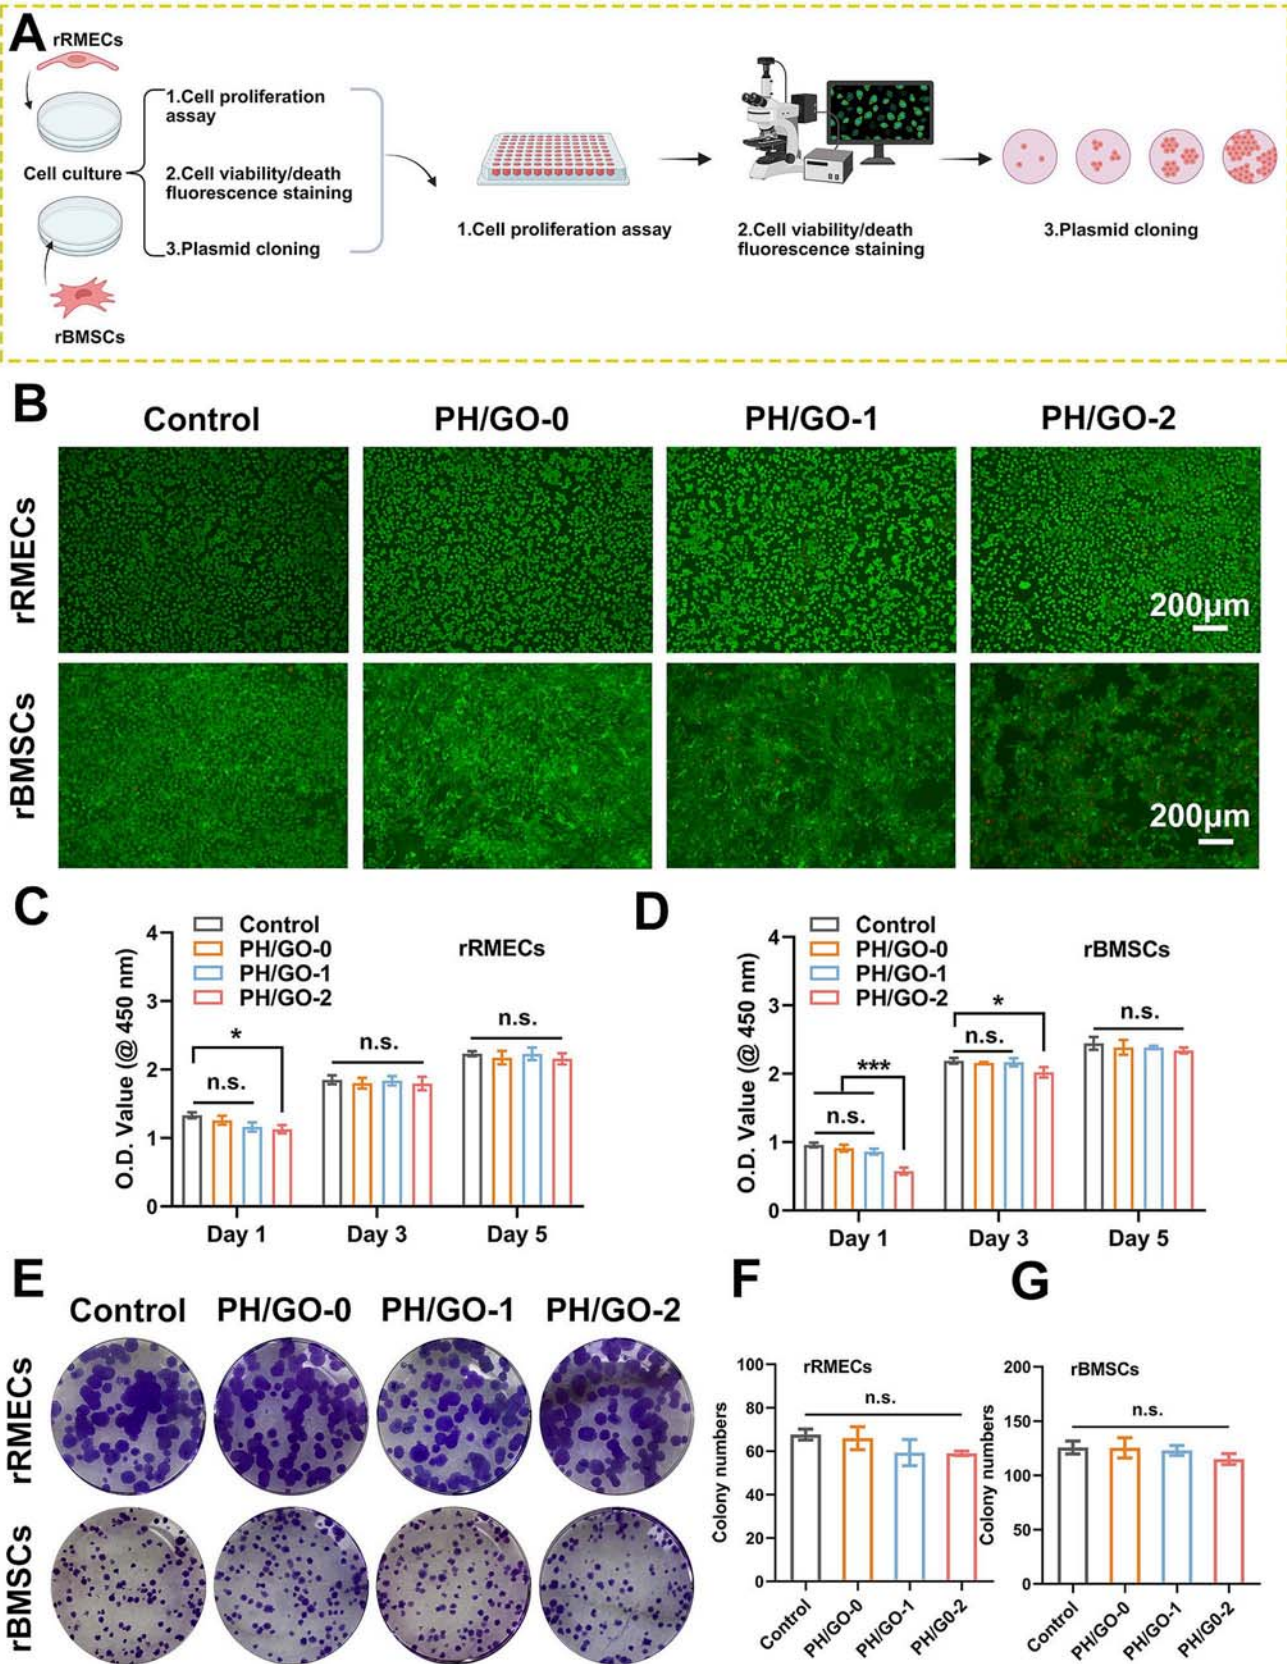 A
rRMECs
Cell culture
rBMSCs
1.Cell proliferation
assay
2.Cell viability/death
fluorescence staining
3.Plasmid cloning
1.Cell proliferation assay
2.Cell viability/death
fluorescence staining
3.Plasmid cloning
B
Control PH/GO-0 PH/GO-1 PH/GO-2
rRMECs
200μm
rBMSCs
200μm
C
Control
PH/GO-0
PH/GO-1
PH/GO-2
rRMECs
O.D. Value (@ 450 nm)
4
3
2
1
0
*
n.s.
n.s.
n.s.
Day 1 Day 3 Day 5
D
Control
PH/GO-0
PH/GO-1
PH/GO-2
rBMSCs
O.D. Value (@ 450 nm)
4
3
2
1
0
***
n.s.
*
n.s.
n.s.
Day 1 Day 3 Day 5
E
Control PH/GO-0 PH/GO-1 PH/GO-2
rRMECs
rBMSCs
F
rRMECs
n.s.
Colony numbers
100
80
60
40
20
0
Control PH/GO-0 PH/GO-1 PH/G0-2
G
rBMSCs
n.s.
Colony numbers
200
150
100
50
0
Control PH/GO-0 PH/GO-1 PH/G0-2